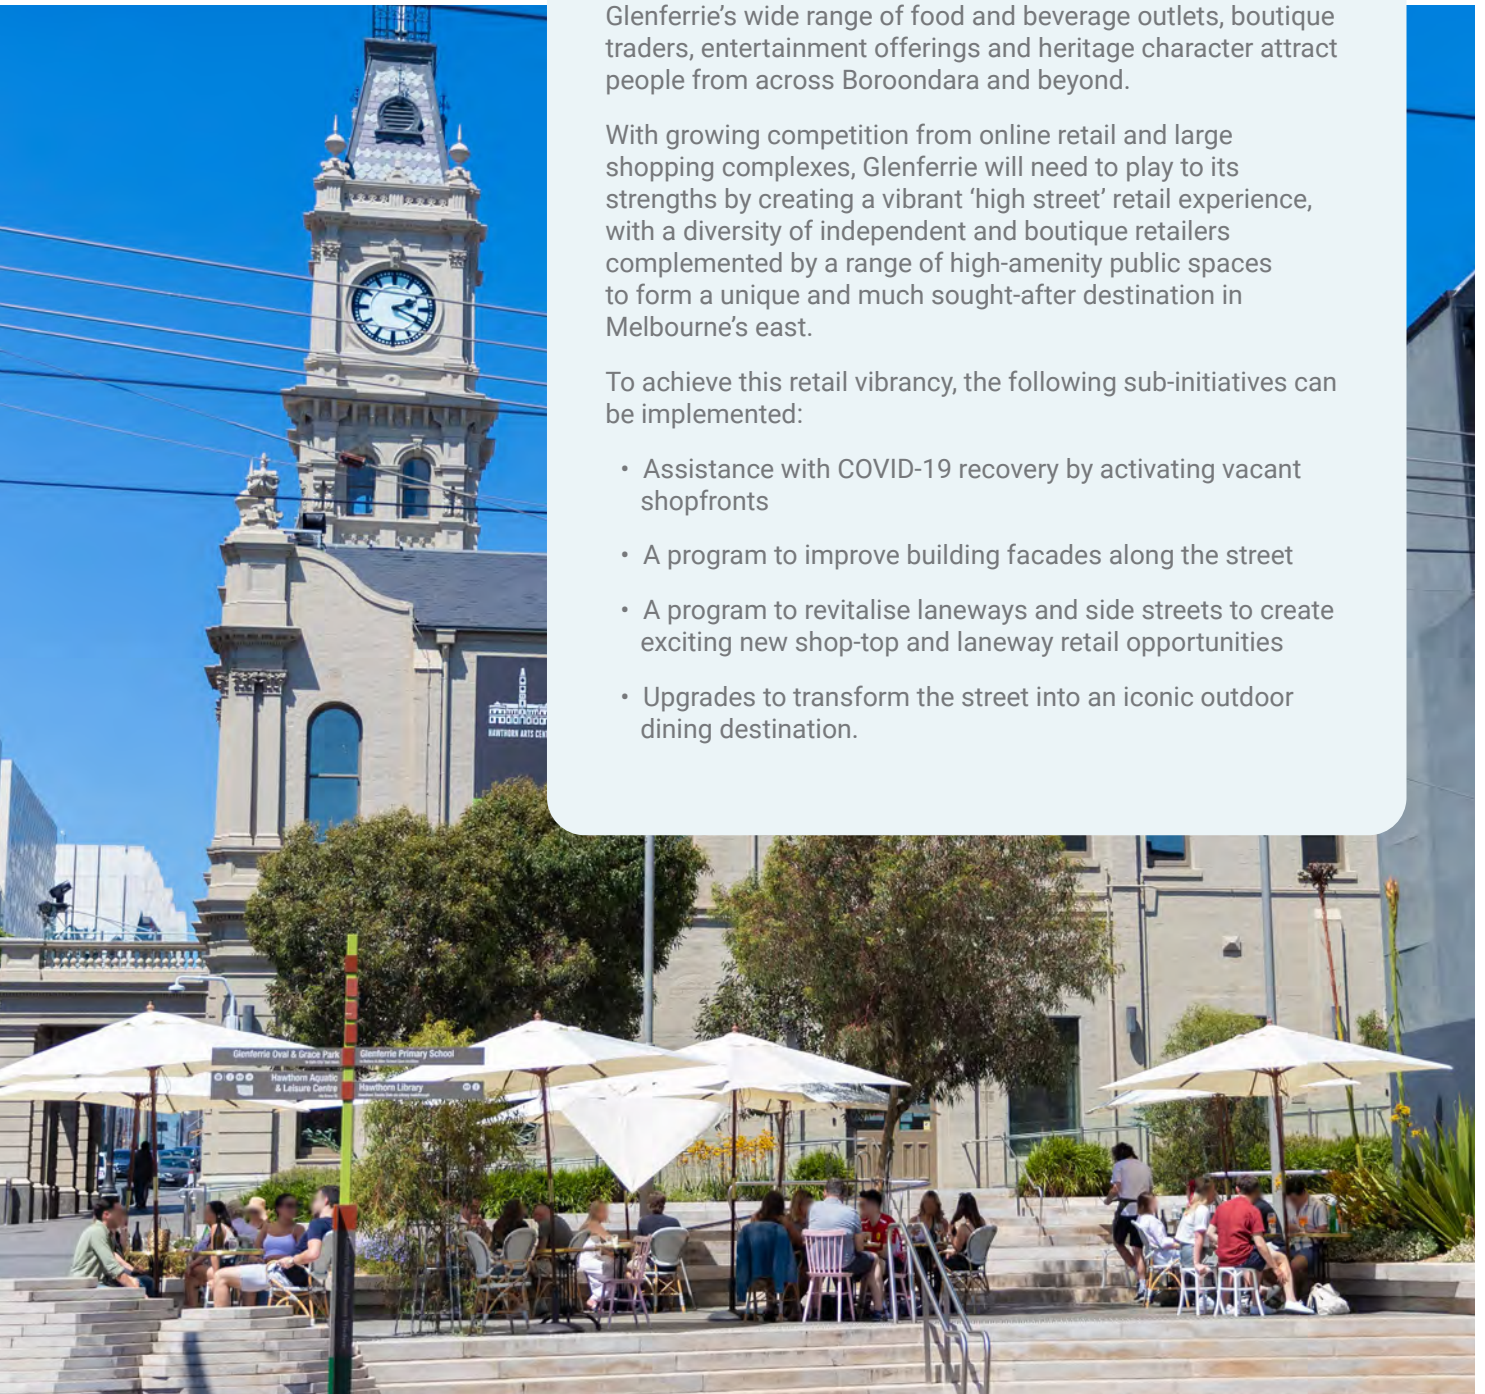 Glenferrie’s wide range of food and beverage outlets, boutique
traders, entertainment offerings and heritage character attract
people from across Boroondara and beyond.
With growing competition from online retail and large
shopping complexes, Glenferrie will need to play to its
strengths by creating a vibrant ‘high street’ retail experience,
with a diversity of independent and boutique retailers
complemented by a range of high-amenity public spaces
to form a unique and much sought-after destination in
Melbourne’s east.
To achieve this retail vibrancy, the following sub-initiatives can
be implemented:
• Assistance with COVID-19 recovery by activating vacant
shopfronts
• A program to improve building facades along the street
• A program to revitalise laneways and side streets to create
exciting new shop-top and laneway retail opportunities
• Upgrades to transform the street into an iconic outdoor
dining destination.
HAWTHORN ARTS CEN
Glenferrie Oval & Grace Park
Glenferrie Primary School
Hawthorn Aquatic
& Leisure Centre
Hawthorn Library